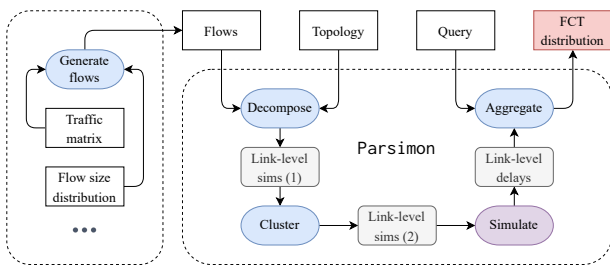 Generate
flows
Traffic
matrix
Flow size
distribution
Flows
Topology
Query
FCT
distribution
Decompose
Aggregate
Link-level
sims (1)
Parsimon
Link-level
delays
Cluster
Link-level
sims (2)
Simulate